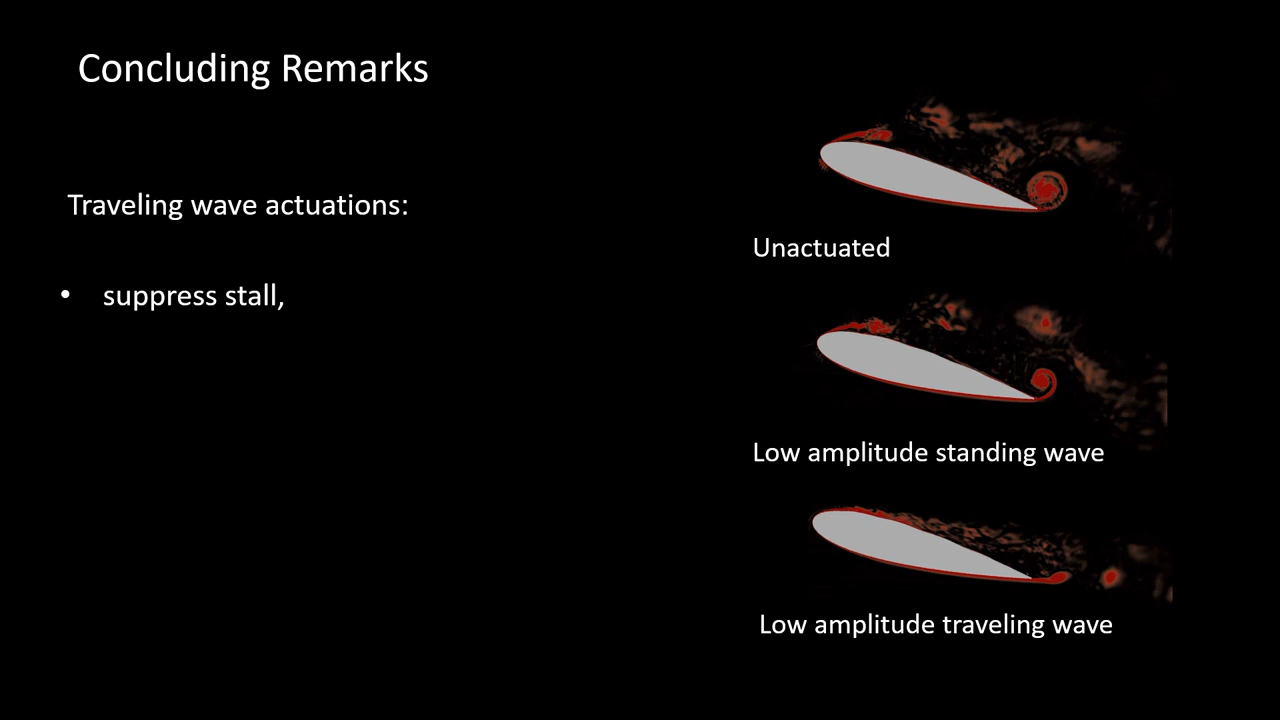 Concluding Remarks
Traveling wave actuations:
• suppress stall,
Unactuated
Low amplitude standing wave
Low amplitude traveling wave